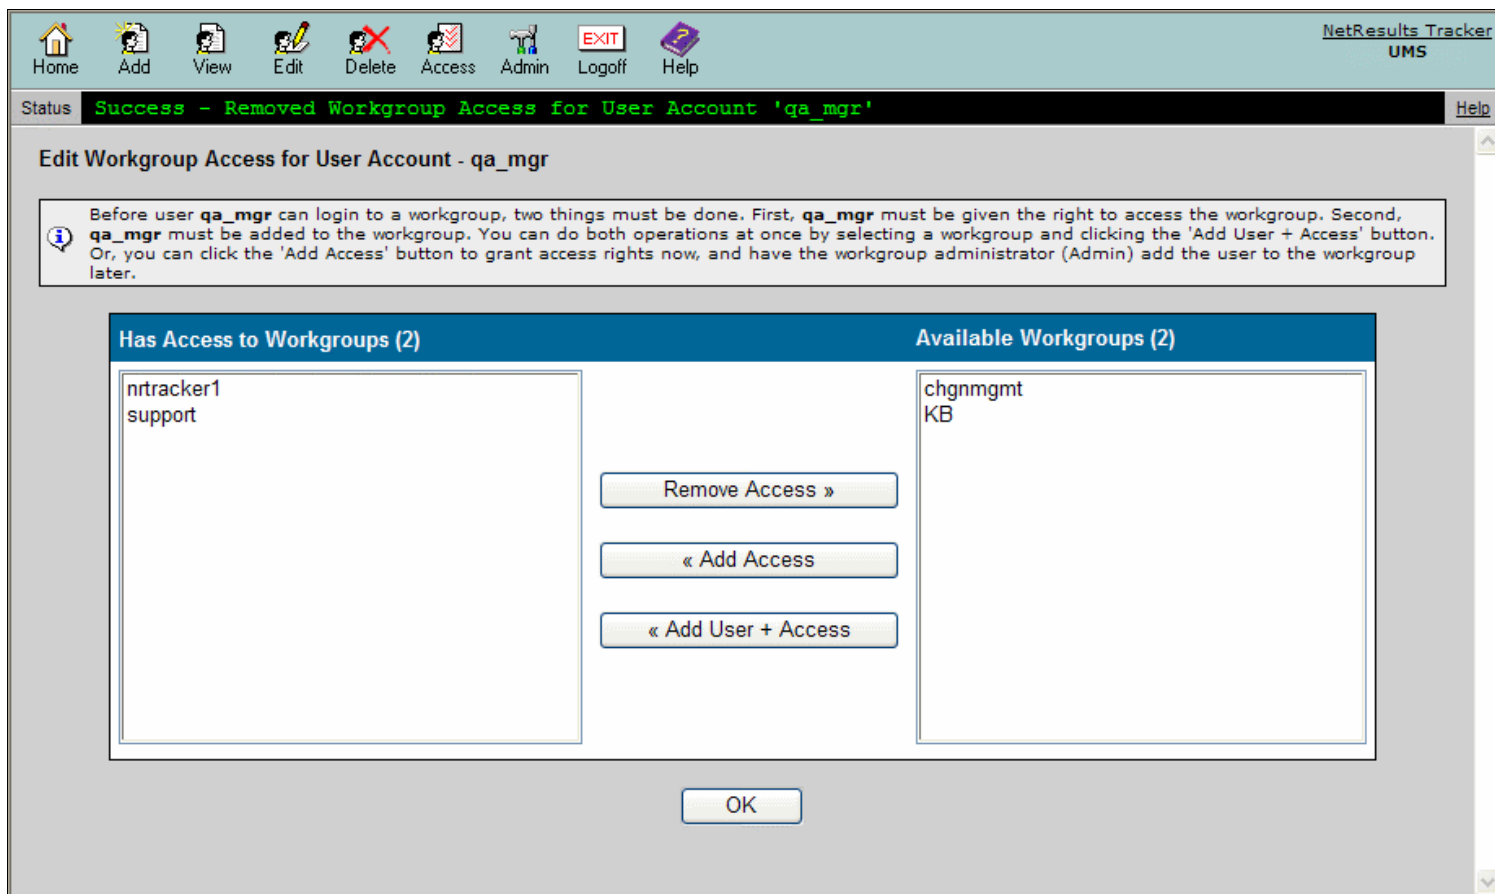 NetResults Tracker
UMS
Home Add View Edit Delete Access Admin EXIT Logoff Help
Status Success - Removed Workgroup Access for User Account 'qa_mgr' Help
Edit Workgroup Access for User Account - qa_mgr
Before user qa_mgr can login to a workgroup, two things must be done. First, qa_mgr must be given the right to access the workgroup. Second,
qa_mgr must be added to the workgroup. You can do both operations at once by selecting a workgroup and clicking the 'Add User + Access' button.
Or, you can click the 'Add Access' button to grant access rights now, and have the workgroup administrator (Admin) add the user to the workgroup
later.
Has Access to Workgroups (2) Available Workgroups (2)
nrtracker1
support
chgnmgmt
KB
Remove Access »
« Add Access
« Add User + Access
OK